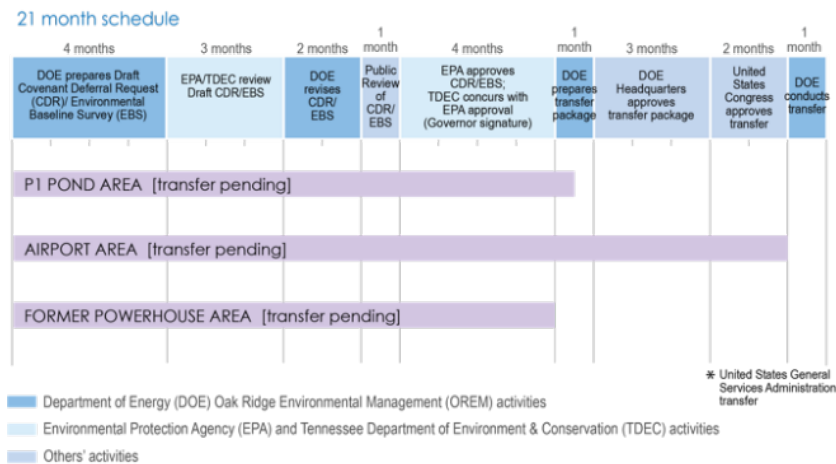 21 month schedule
4 months
3 months
2 months
1
month
4 months
1
month
3 months
2 months
1
month
DOE prepares Draft
Covenant Deferral Request
(CDR)/ Environmental
Baseline Survey (EBS)
EPA/TDEC review
Draft CDR/EBS
DOE
revises
CDR/
EBS
Public
Review
of
CDR/
EBS
EPA approves
CDR/EBS;
TDEC concurs with
EPA approval
(Governor signature)
DOE
prepares
transfer
package
DOE
Headquarters
approves
transfer package
United
States
Congress
approves
transfer
DOE
conducts
transfer
P1 POND AREA [transfer pending]
AIRPORT AREA [transfer pending]
FORMER POWERHOUSE AREA [transfer pending]
* United States General
Services Administration
transfer
Department of Energy (DOE) Oak Ridge Environmental Management (OREM) activities
Environmental Protection Agency (EPA) and Tennessee Department of Environment & Conservation (TDEC) activities
Others' activities